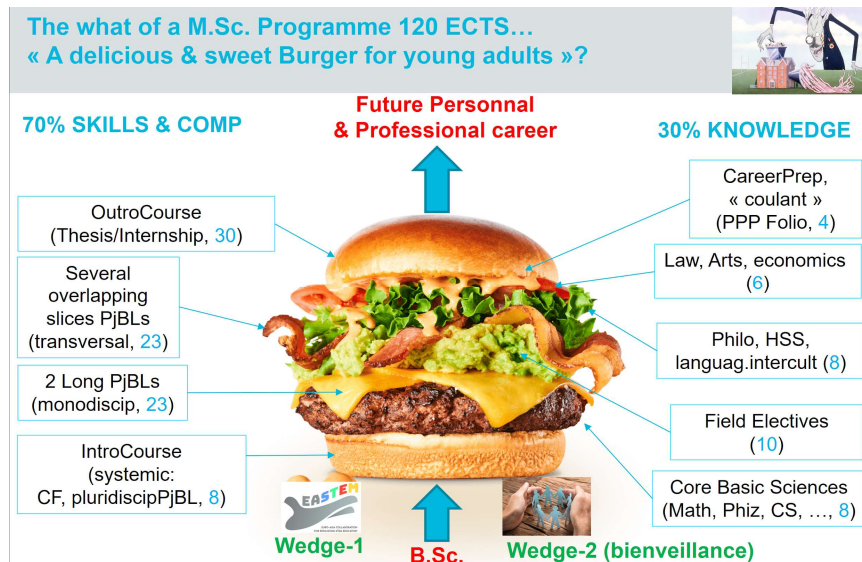 The what of a M.Sc. Programme 120 ECTS…
« A delicious & sweet Burger for young adults »?
70% SKILLS & COMP
Future Personnal
& Professional career
30% KNOWLEDGE
OutroCourse
(Thesis/Internship, 30)
Several
overlapping
slices PjBLs
(transversal, 23)
2 Long PjBLs
(monodiscip, 23)
IntroCourse
(systemic:
CF, pluridiscipPjBL, 8)
CareerPrep,
« coulant »
(PPP Folio, 4)
Law, Arts, economics
(6)
Philo, HSS,
languag.intercult (8)
Field Electives
(10)
Core Basic Sciences
(Math, Phiz, CS, …, 8)
EASTEM
Wedge-1
B.Sc.
Wedge-2 (bienveillance)